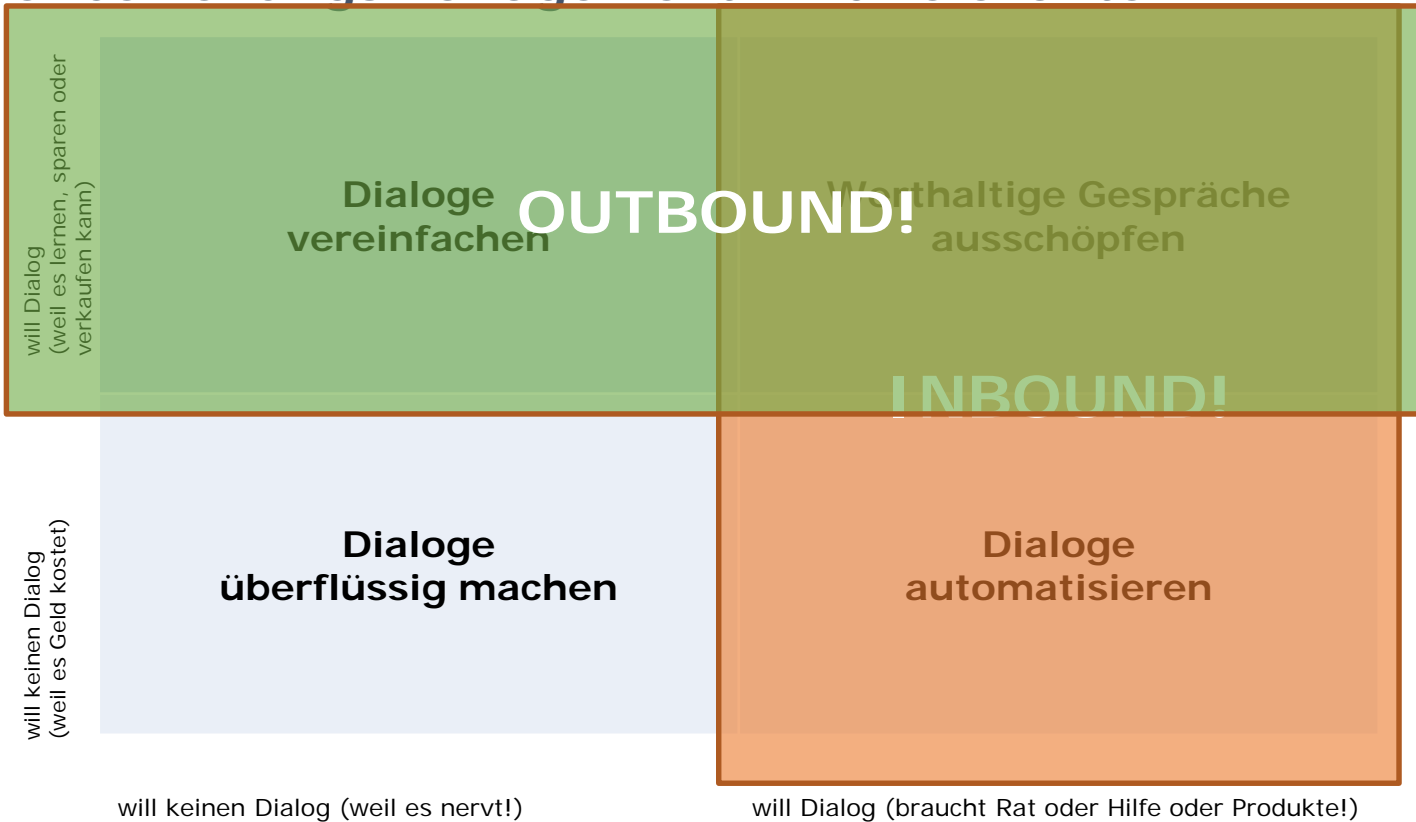 will Dialog
(weil es lernen, sparen oder
verkaufen kann)
Dialoge
vereinfachen
OUTBOUND!
Werthaltige Gespräche
ausschöpfen
INBOUND!
will keinen Dialog
(weil es Geld kostet)
Dialoge
überflüssig machen
Dialoge
automatisieren
will keinen Dialog (weil es nervt!)
will Dialog (braucht Rat oder Hilfe oder Produkte!)